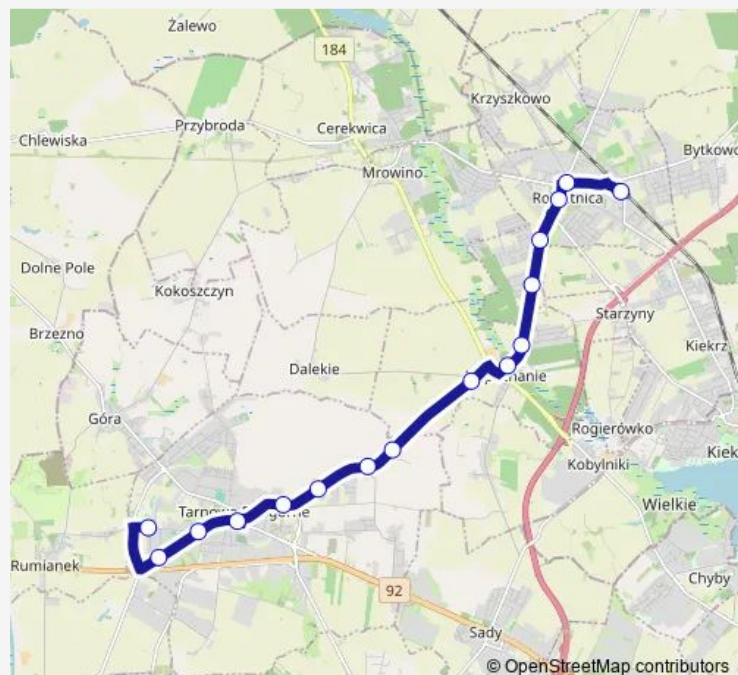 Żalewo
184
Krzyszkowo
Chlewiska
Przybroda
Cerekwica
Bytkowo
Mrowino
Dolne Pole
Kokoszczyn
Starzyny
Brzezno
Dalekie
Kiekrz
Góra
Rogierówko
Kobylniki
Kiek
Wielkie
Rumianek
92
Chyby
Sady
© OpenStreetMap contributors